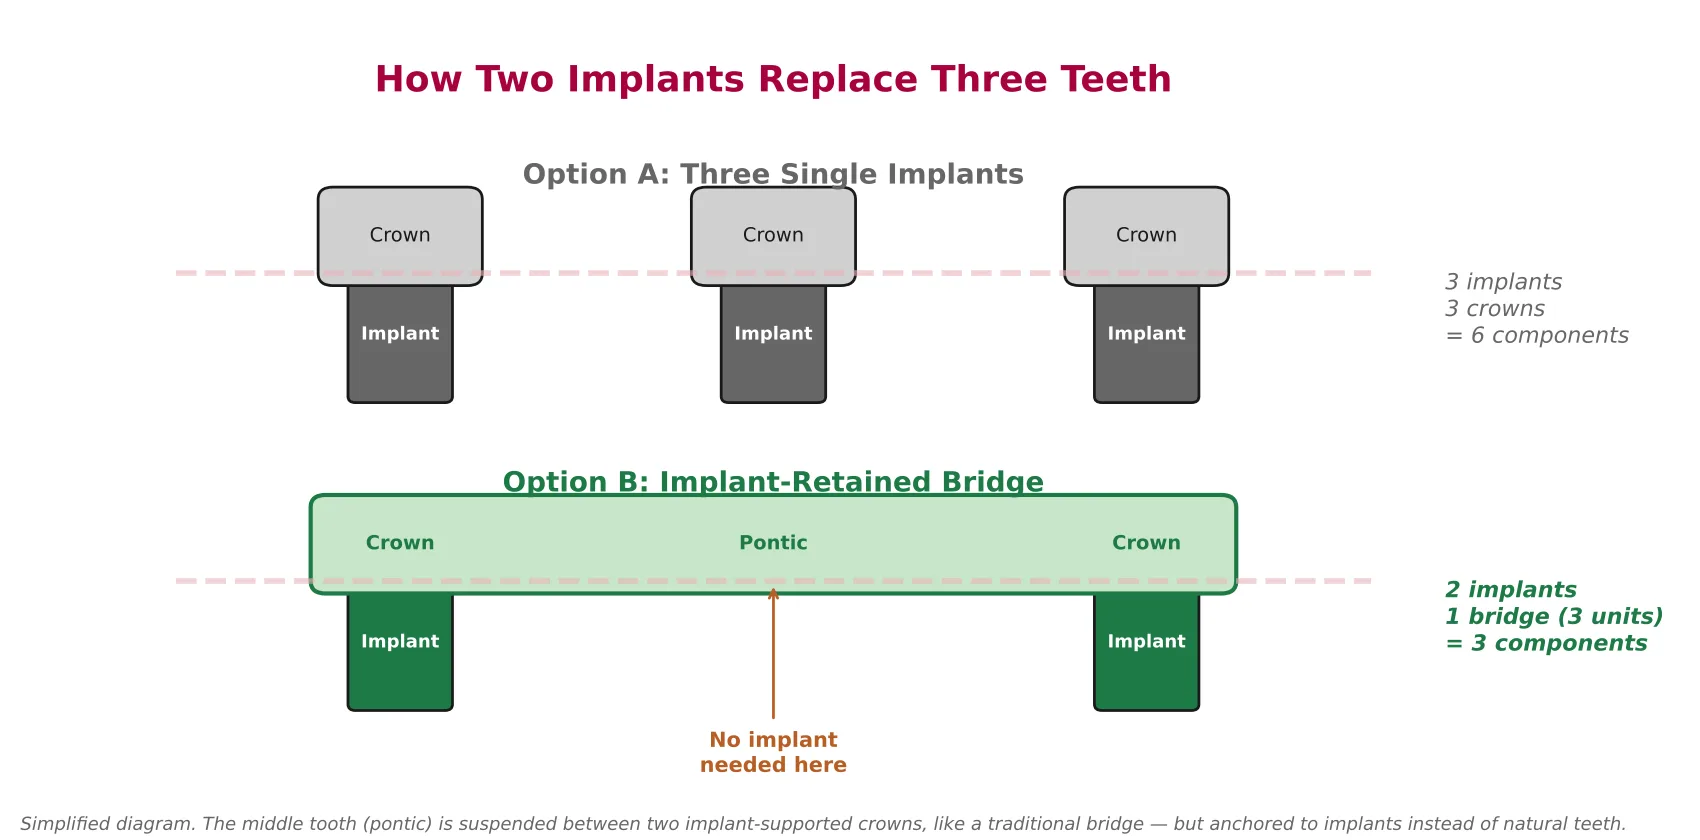 How Two Implants Replace Three Teeth
Option A: Three Single Implants
Crown
Crown
Crown
Implant
Implant
Implant
3 implants
3 crowns
= 6 components
Option B: Implant-Retained Bridge
Crown
Pontic
Crown
Implant
Implant
2 implants
1 bridge (3 units)
= 3 components
No implant
needed here
Simplified diagram. The middle tooth (pontic) is suspended between two implant-supported crowns, like a traditional bridge — but anchored to implants instead of natural teeth.